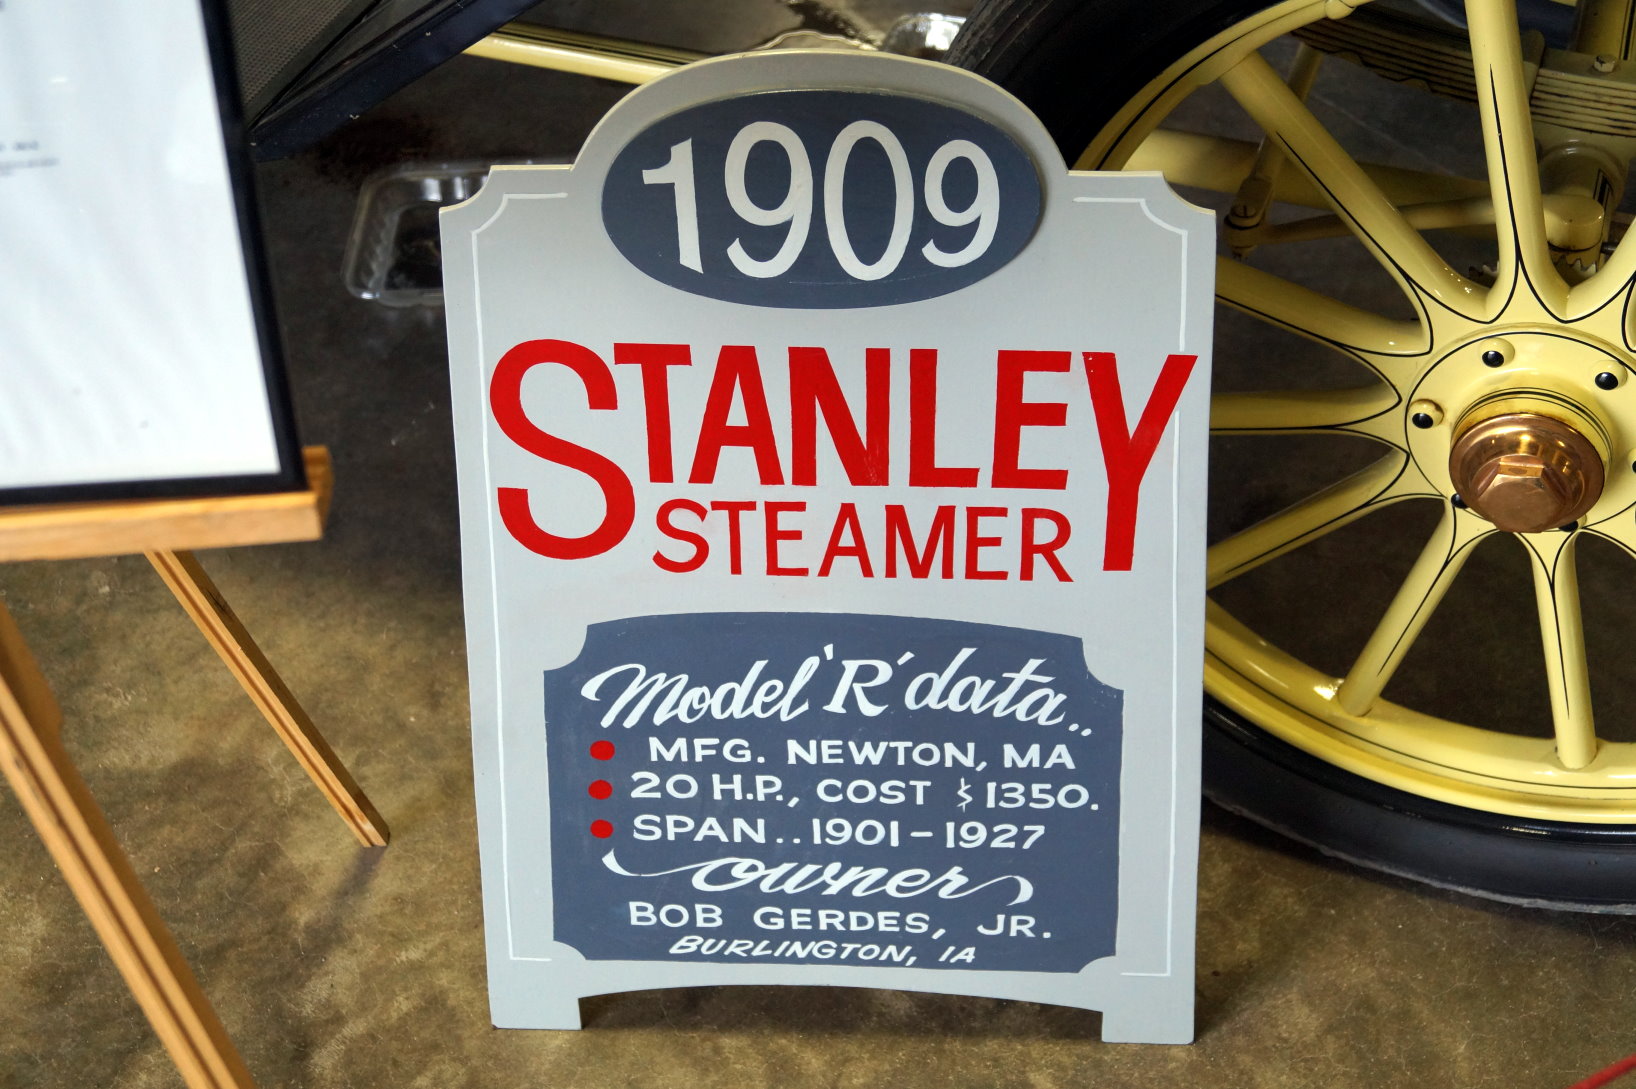 1909
STANLEY
STEAMER
Model 'R' data..
MFG. NEWTON, MA
20 H.P., COST $1350.
SPAN..1901-1927
owner
BOB GERDES, JR.
BURLINGTON, IA